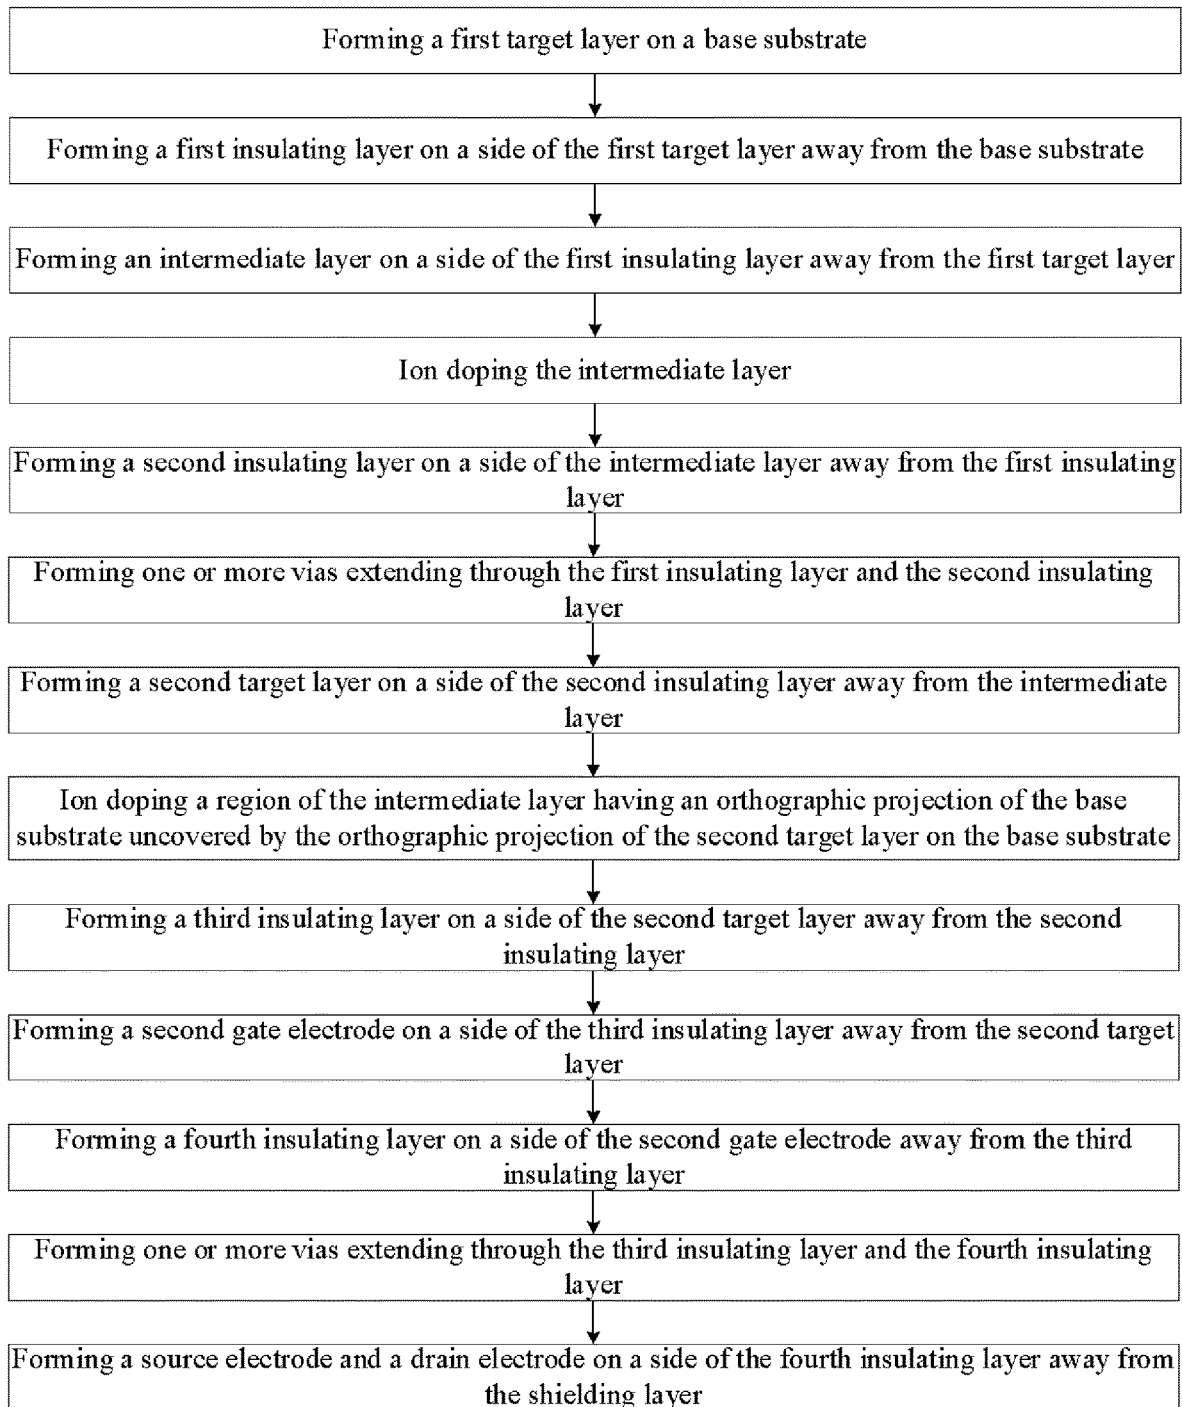 Forming a first target layer on a base substrate
Forming a first insulating layer on a side of the first target layer away from the base substrate
Forming an intermediate layer on a side of the first insulating layer away from the first target layer
Ion doping the intermediate layer
Forming a second insulating layer on a side of the intermediate layer away from the first insulating
layer
Forming one or more vias extending through the first insulating layer and the second insulating
layer
Forming a second target layer on a side of the second insulating layer away from the intermediate
layer
Ion doping a region of the intermediate layer having an orthographic projection of the base
substrate uncovered by the orthographic projection of the second target layer on the base substrate
Forming a third insulating layer on a side of the second target layer away from the second
insulating layer
Forming a second gate electrode on a side of the third insulating layer away from the second target
layer
Forming a fourth insulating layer on a side of the second gate electrode away from the third
insulating layer
Forming one or more vias extending through the third insulating layer and the fourth insulating
layer
Forming a source electrode and a drain electrode on a side of the fourth insulating layer away from
the shielding layer